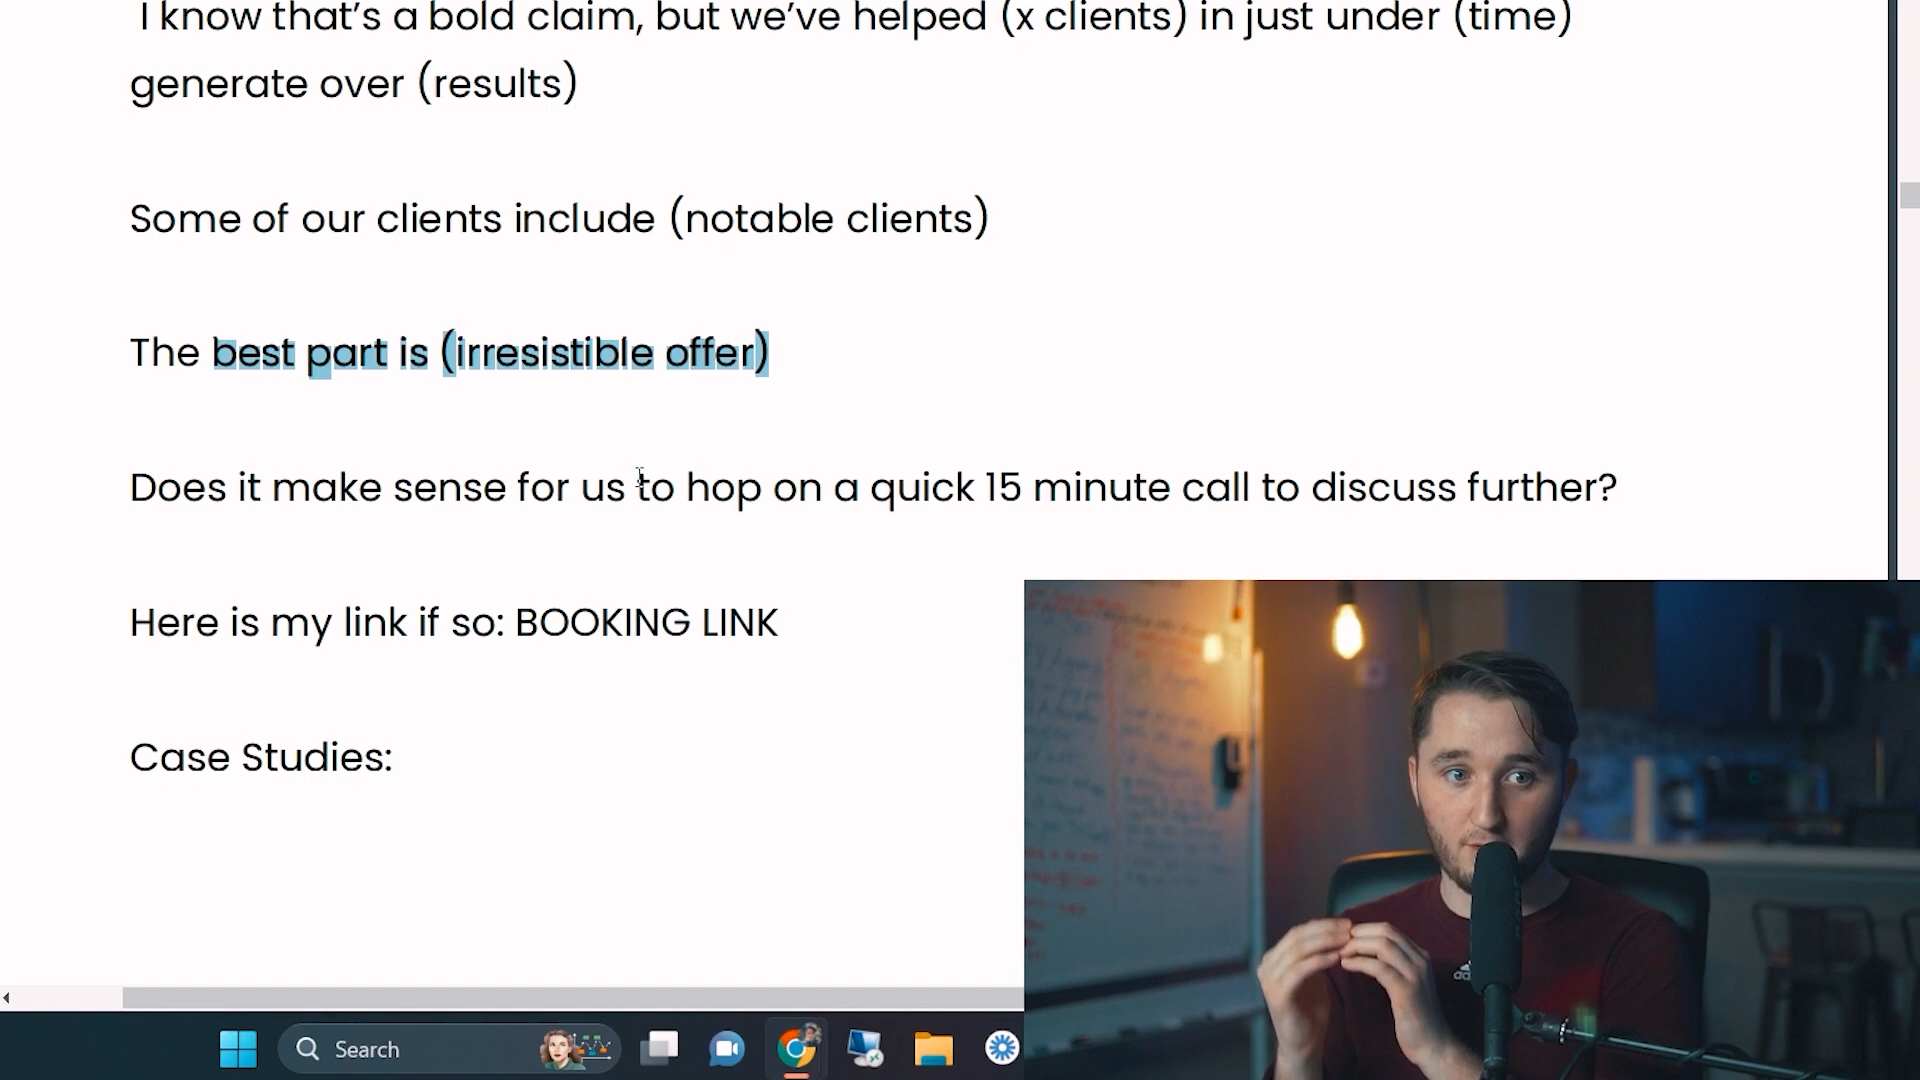 I know that's a bold claim, but we've helped (x clients) in just under (time)
generate over (results)
Some of our clients include (notable clients)
The best part is (irresistible offer)
Does it make sense for us to hop on a quick 15 minute call to discuss further?
Here is my link if so: BOOKING LINK
Case Studies:
Search